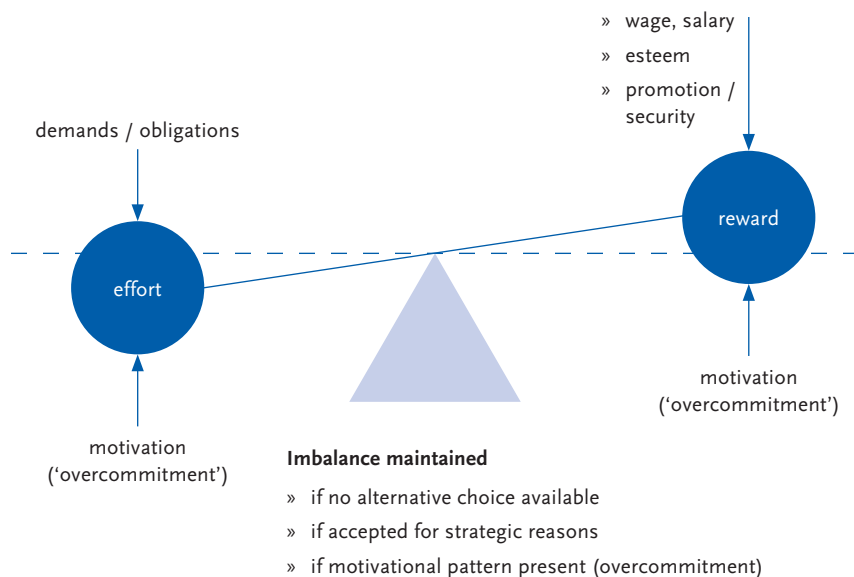 » wage, salary
» esteem
» promotion /
security
demands / obligations
reward
effort
motivation
(‘overcommitment’)
motivation
(‘overcommitment’)
Imbalance maintained
» if no alternative choice available
» if accepted for strategic reasons
» if motivational pattern present (overcommitment)